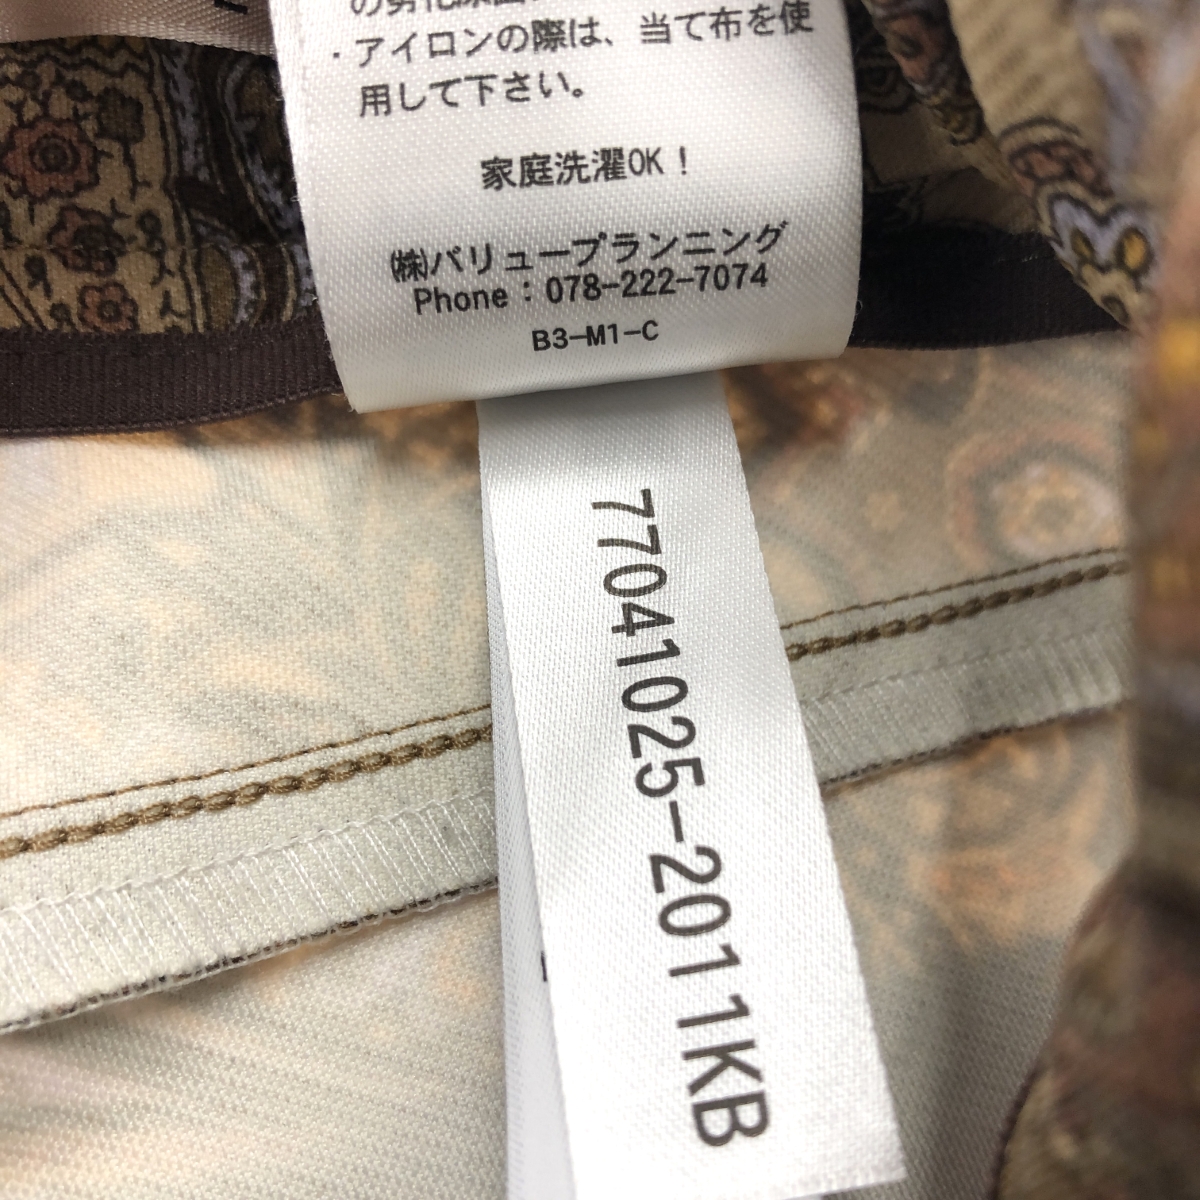 ・アイロンの際は、当て布を使
用して下さい。
家庭洗濯OK！
㈱バリュープランニング
Phone：078-222-7074
B3-M1-C
77041025-2011KB